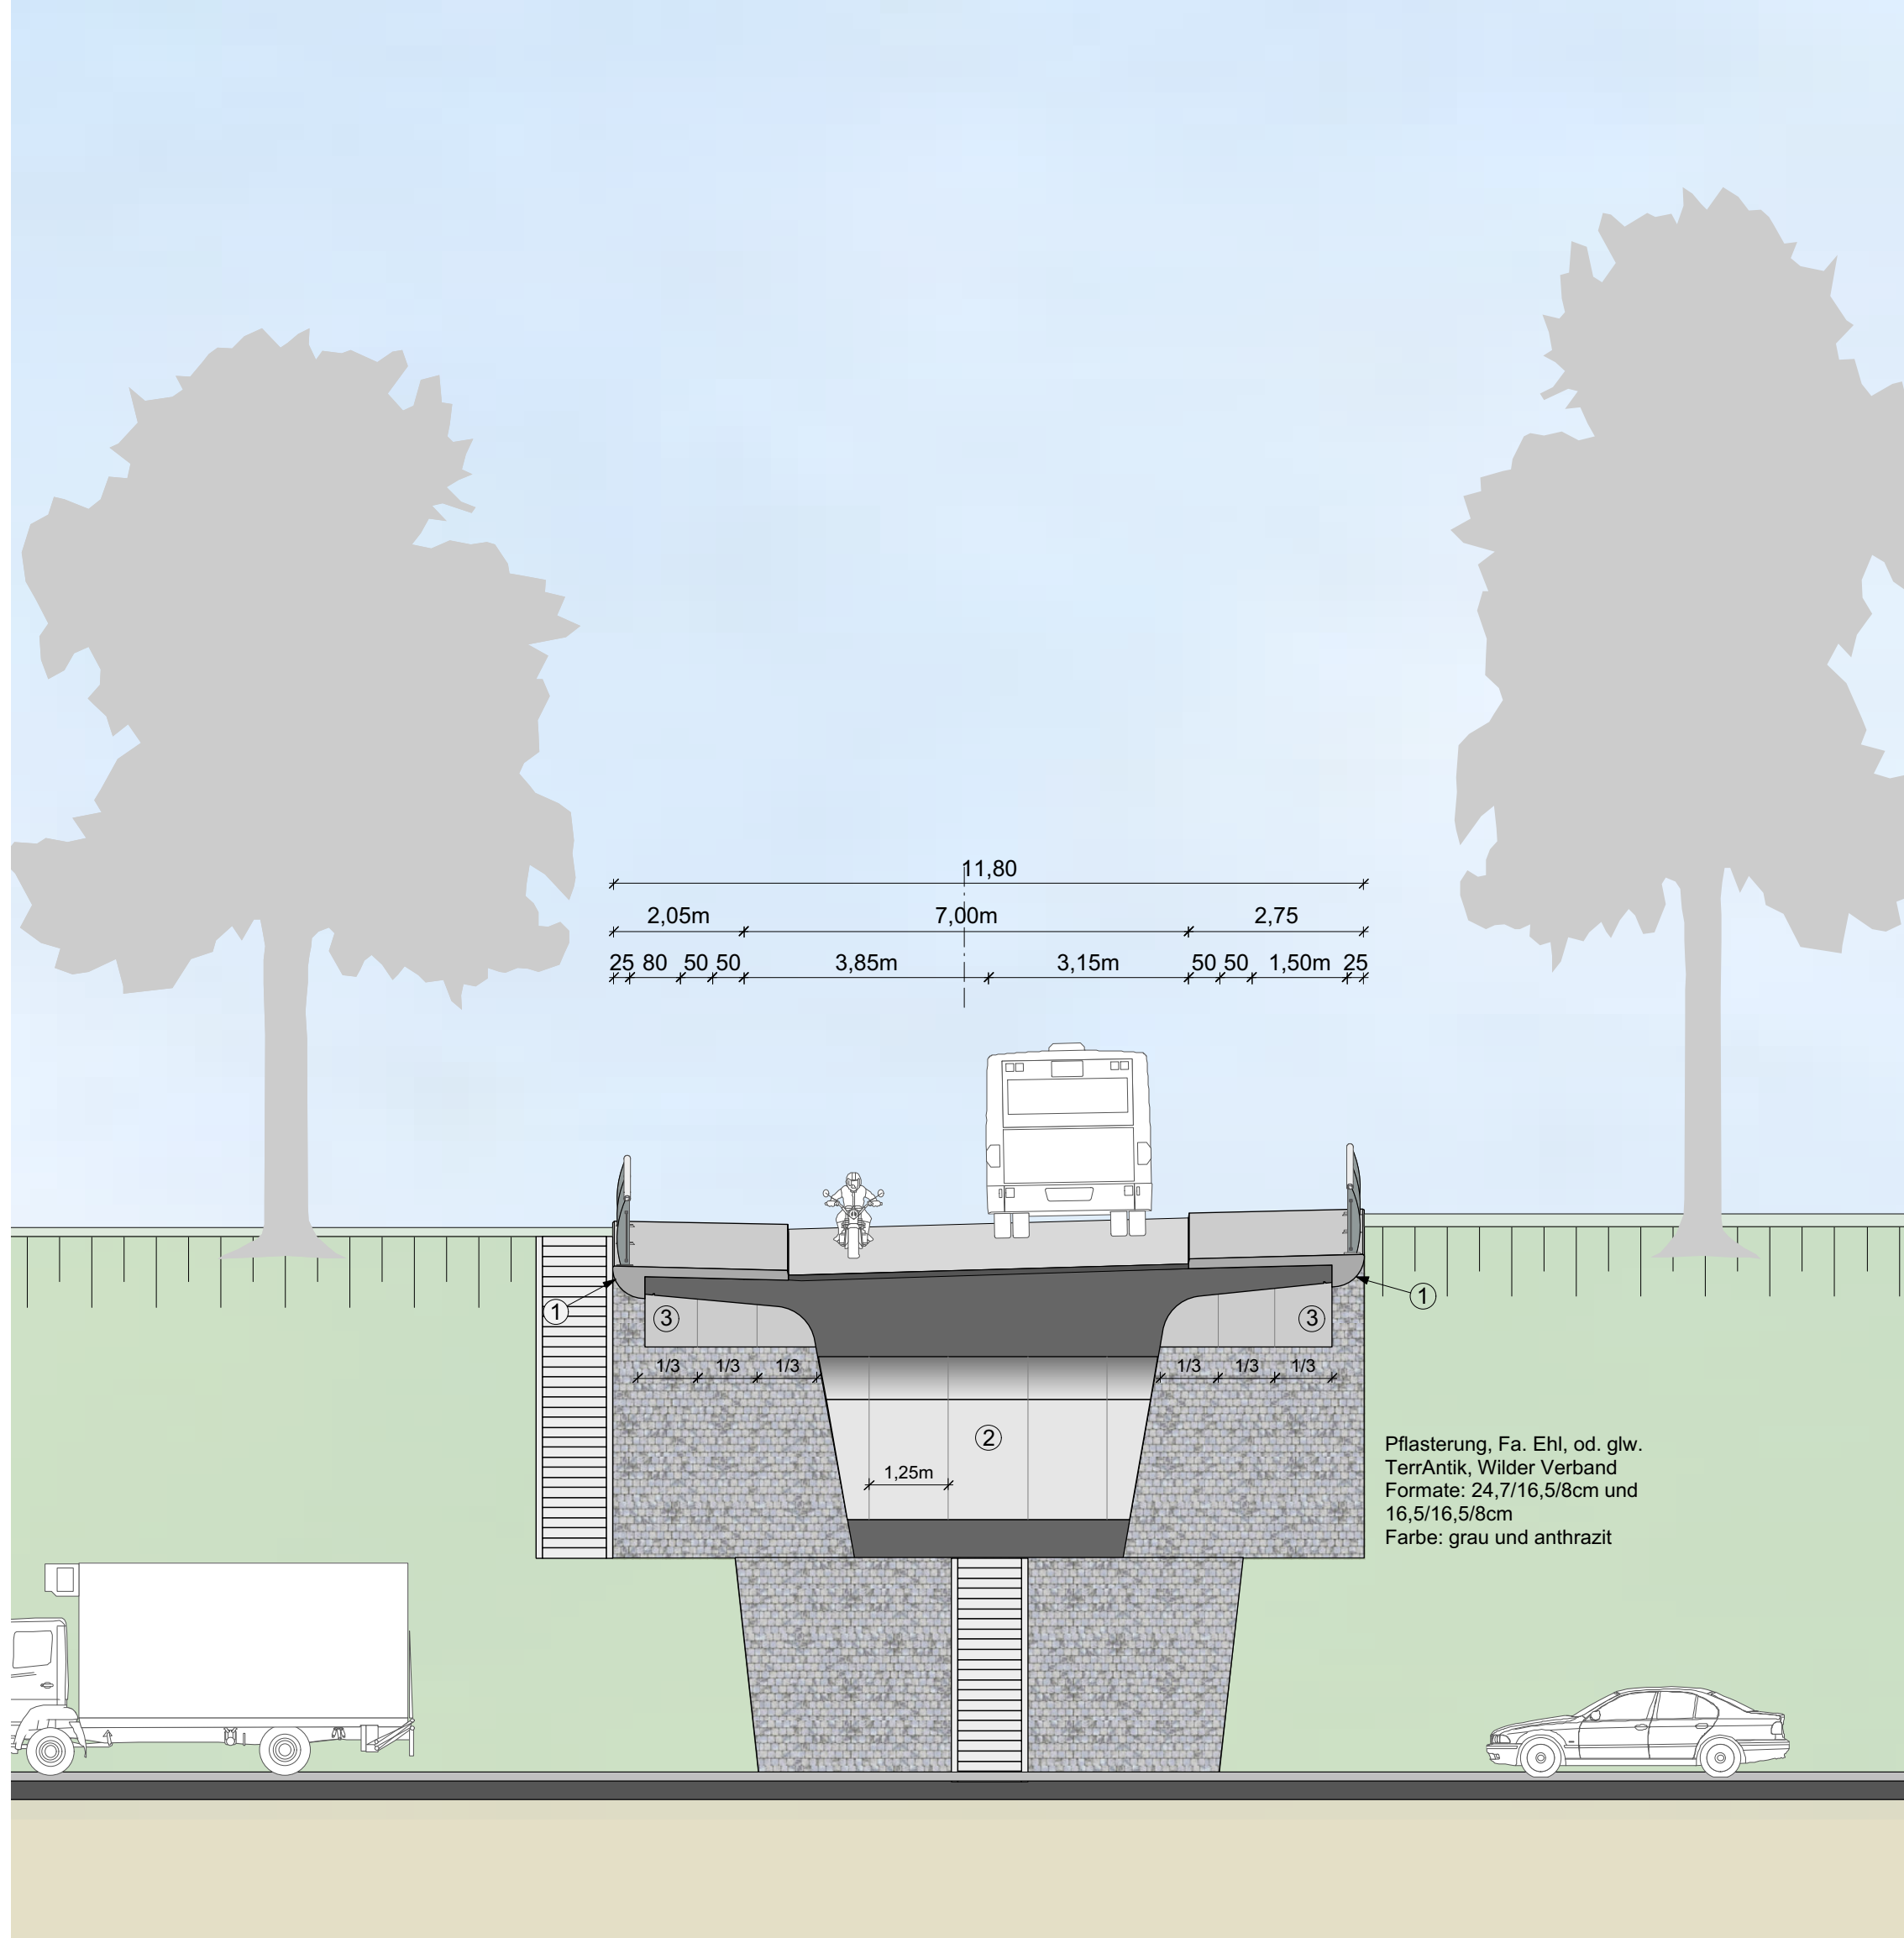 11,80
2,05m 7,00m 2,75
25 80 50 50 3,85m 3,15m 50 50 1,50m 25
1 1
3 3
1/3 1/3 1/3 1/3 1/3 1/3
2
1,25m
Pflasterung, Fa. Ehl, od. glw.
TerrAntik, Wilder Verband
Formate: 24,7/16,5/8cm und
16,5/16,5/8cm
Farbe: grau und anthrazit